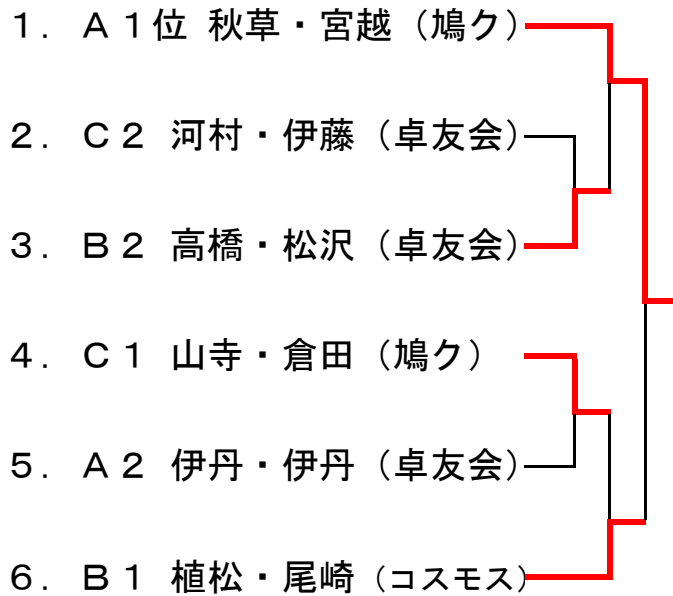 １． Ａ１位 秋草・宮越（鳩ク）
２． Ｃ２ 河村・伊藤（卓友会）
３． Ｂ２ 高橋・松沢（卓友会）
４． Ｃ１ 山寺・倉田（鳩ク）
５． Ａ２ 伊丹・伊丹（卓友会）
６． Ｂ１ 植松・尾崎（コスモス）